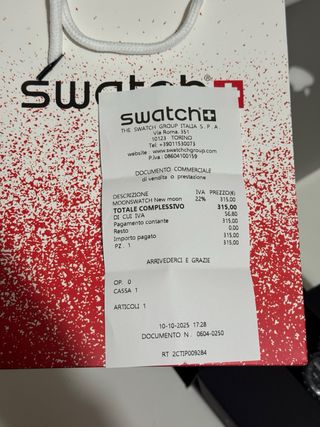 swatch
swatch
THE SWATCH GROUP ITALIA S.P.A.
Via Roma, 351
10123 TORINO
Tel: +39011530073
website : www.swatchgroup.com
P.iva : 08604100159
DOCUMENTO COMMERCIALE
di vendita o prestazione
DESCRIZIONE IVA PREZZO(€)
MOONSWATCH New moon 22% 315,00
TOTALE COMPLESSIVO 315,00
DI CUI IVA 56,80
Pagamento contante 315,00
Resto 0,00
Importo pagato 315,00
PZ. 1
ARRIVEDERCI E GRAZIE
OP. 0
CASSA 1
ARTICOLI 1
10-10-2025 17:28
DOCUMENTO N. 0604-0250
RT 2CTIP009284